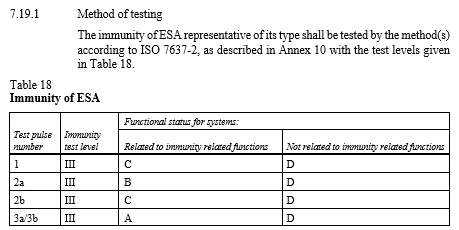 7.19.1 Method of testing
The immunity of ESA representative of its type shall be tested by the method(s)
according to ISO 7637-2, as described in Annex 10 with the test levels given
in Table 18.
Table 18
Immunity of ESA
Functional status for systems:
Test pulse number Immunity test level Related to immunity related functions Not related to immunity related functions
1 III C D
2a III B D
2b III C D
3a/3b III A D